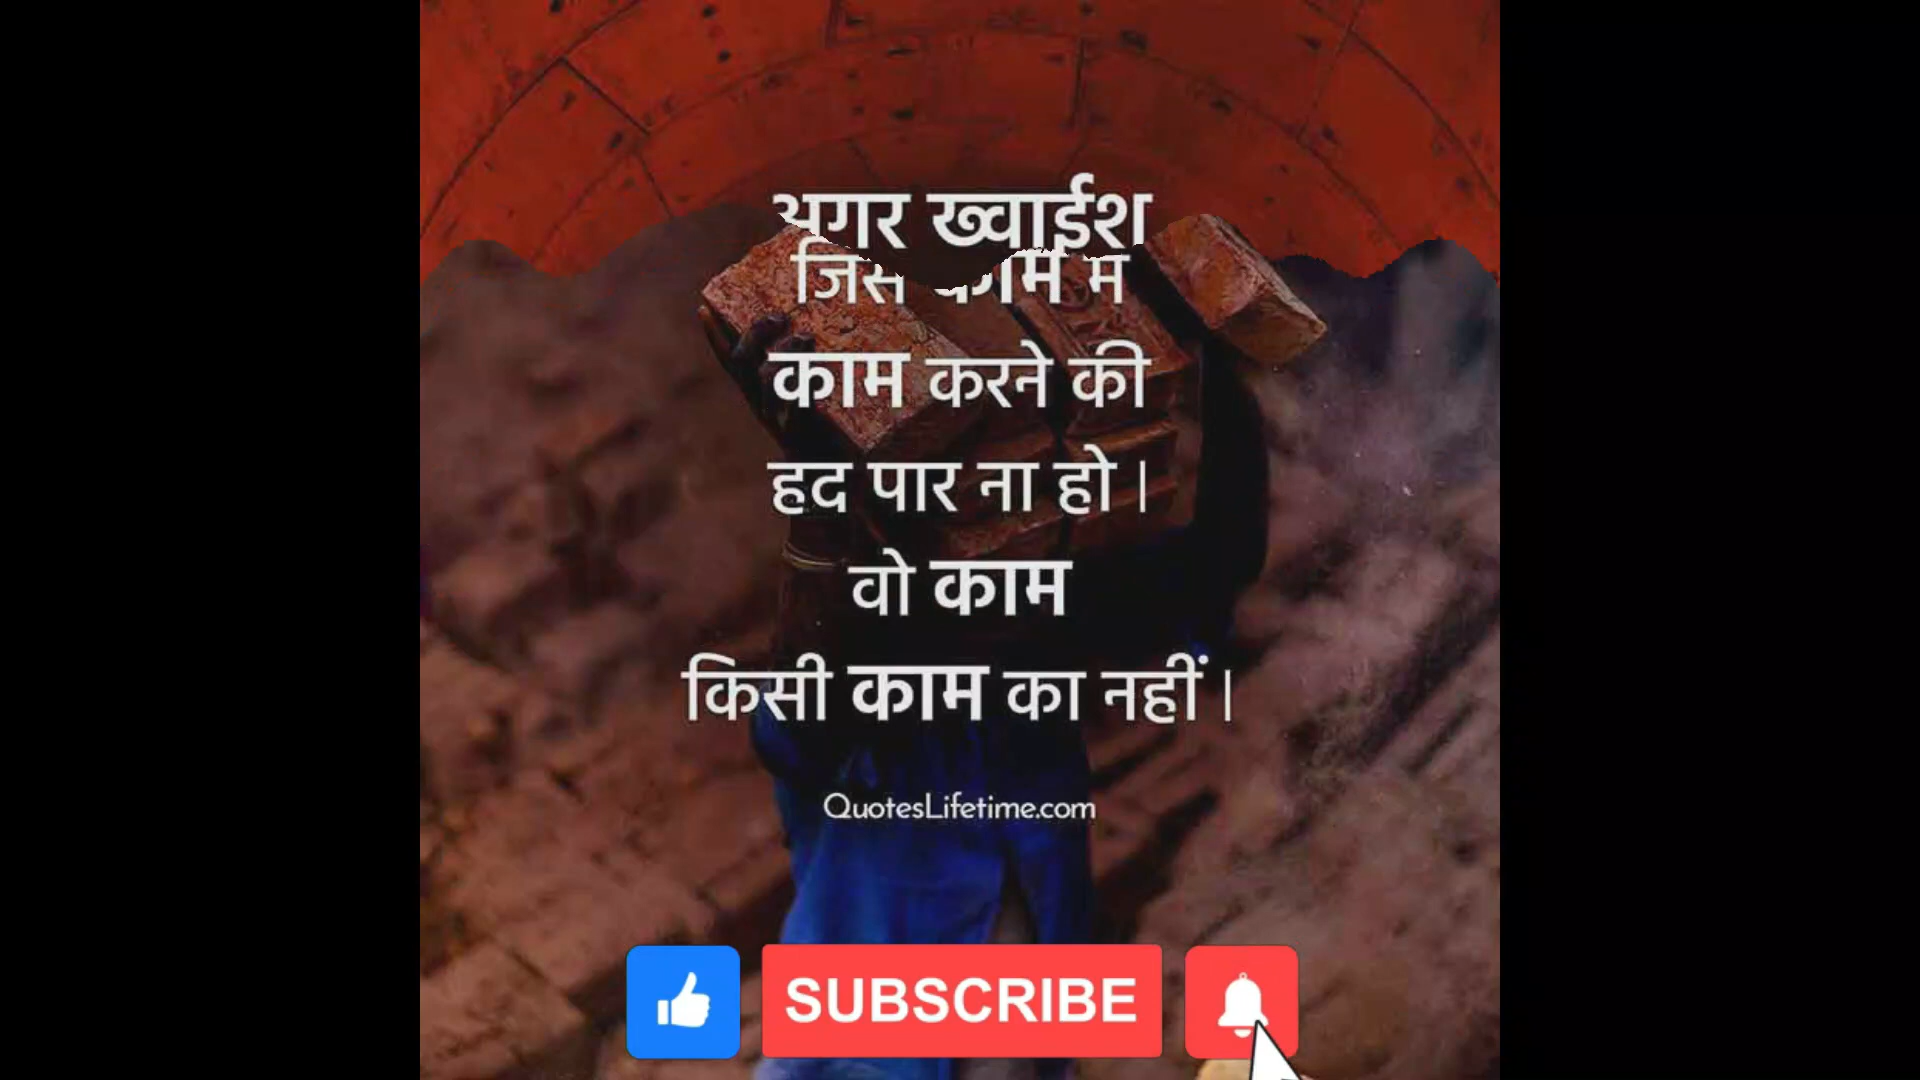 अगर ख्वाईश
जिस काम में
काम करने की
हद पार ना हो ।
वो काम
किसी काम का नहीं ।
QuotesLifetime.com
SUBSCRIBE